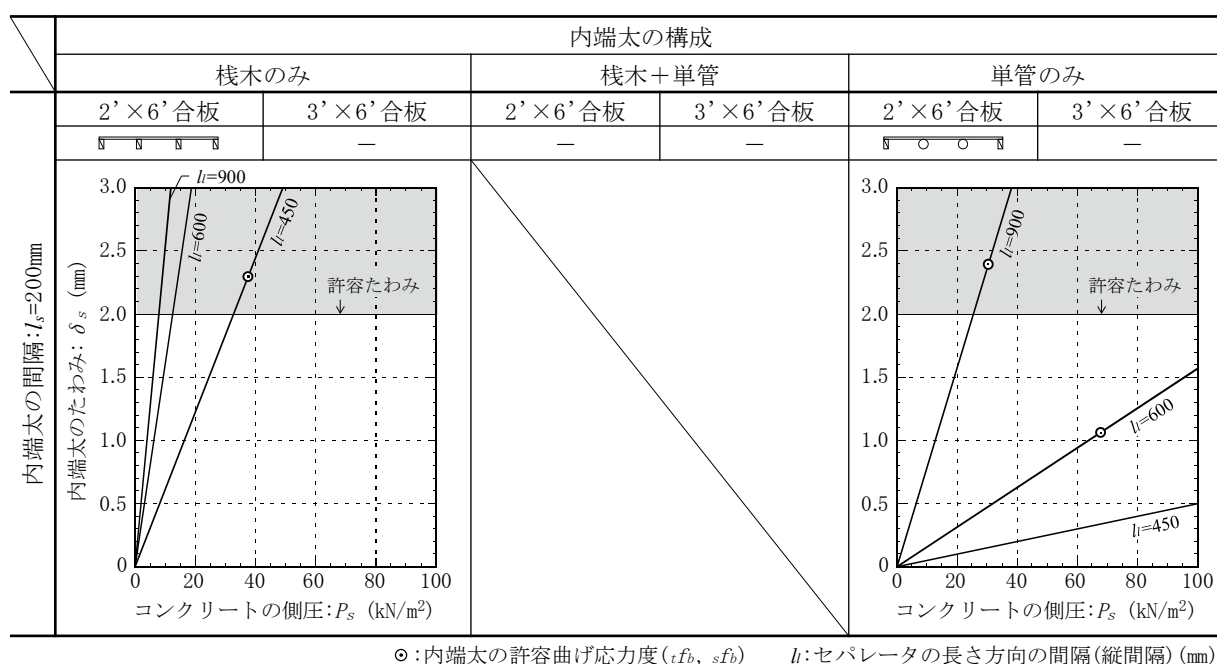 内端太の構成
桟木のみ 桟木+単管 単管のみ
2'×6'合板 3'×6'合板 2'×6'合板 3'×6'合板 2'×6'合板 3'×6'合板
— — — —
内端太の間隔:ls=200mm
内端太のたわみ: δs (mm)
3.0
2.5
2.0
1.5
1.0
0.5
0
ll=900
ll=600
ll=450
許容たわみ
0 20 40 60 80 100
コンクリートの側圧:Ps (kN/m²)
3.0
2.5
2.0
1.5
1.0
0.5
0
ll=900
許容たわみ
ll=600
ll=450
0 20 40 60 80 100
コンクリートの側圧:Ps (kN/m²)
⊙:内端太の許容曲げ応力度(tfb, sfb) ll:セパレータの長さ方向の間隔(縦間隔)(mm)